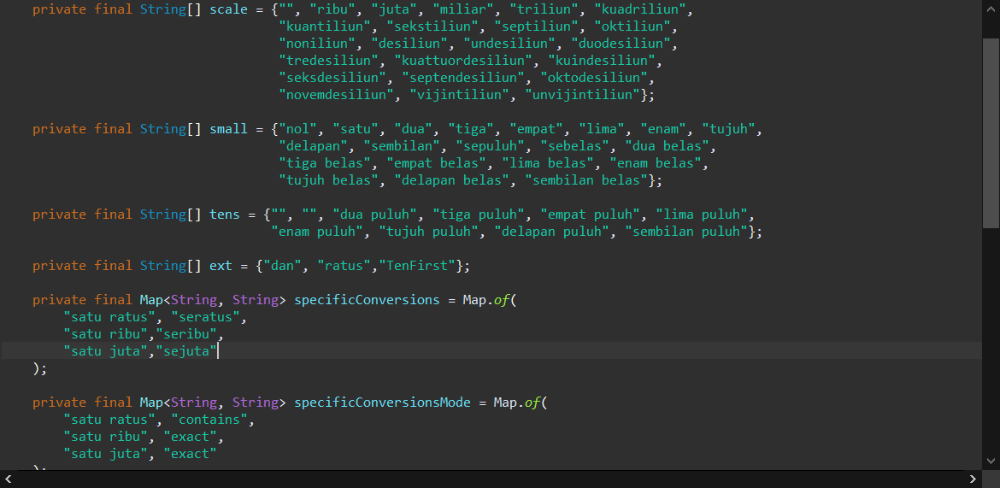 private final String[] scale = {"", "ribu", "juta", "miliar", "triliun", "kuadriliun",
"kuantiliun", "sekstiliun", "septiliun", "oktiliun",
"noniliun", "desiliun", "undesiliun", "duodesiliun",
"tredesiliun", "kuattuordesiliun", "kuindesiliun",
"seksdesiliun", "septendesiliun", "oktodesiliun",
"novemdesiliun", "vijintiliun", "unvijintiliun"};
private final String[] small = {"nol", "satu", "dua", "tiga", "empat", "lima", "enam", "tujuh",
"delapan", "sembilan", "sepuluh", "sebelas", "dua belas",
"tiga belas", "empat belas", "lima belas", "enam belas",
"tujuh belas", "delapan belas", "sembilan belas"};
private final String[] tens = {"", "", "dua puluh", "tiga puluh", "empat puluh", "lima puluh",
"enam puluh", "tujuh puluh", "delapan puluh", "sembilan puluh"};
private final String[] ext = {"dan", "ratus","TenFirst"};
private final Map<String, String> specificConversions = Map.of(
"satu ratus", "seratus",
"satu ribu","seribu",
"satu juta","sejuta"
);
private final Map<String, String> specificConversionsMode = Map.of(
"satu ratus", "contains",
"satu ribu", "exact",
"satu juta", "exact"
);